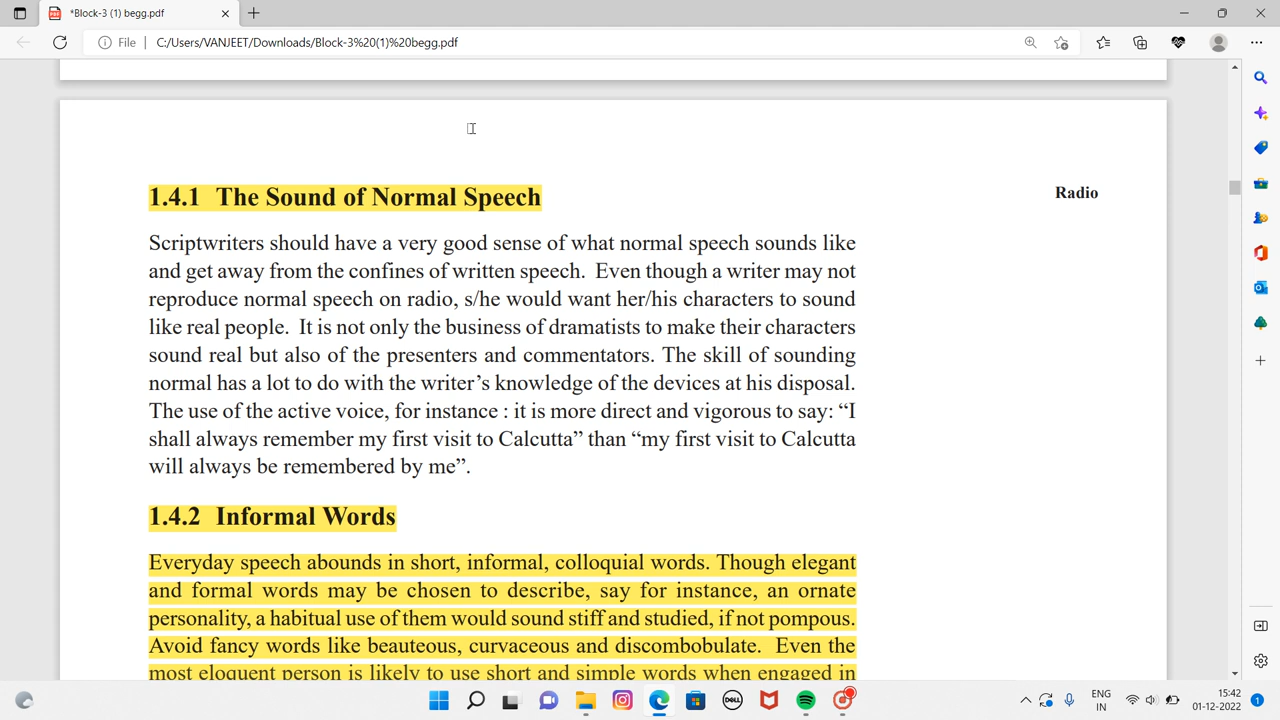 *Block-3 (1) begg.pdf
File
C:/Users/VANJEET/Downloads/Block-3%20(1)%20begg.pdf
Radio
1.4.1 The Sound of Normal Speech
Scriptwriters should have a very good sense of what normal speech sounds like
and get away from the confines of written speech. Even though a writer may not
reproduce normal speech on radio, s/he would want her/his characters to sound
like real people. It is not only the business of dramatists to make their characters
sound real but also of the presenters and commentators. The skill of sounding
normal has a lot to do with the writer’s knowledge of the devices at his disposal.
The use of the active voice, for instance : it is more direct and vigorous to say: “I
shall always remember my first visit to Calcutta” than “my first visit to Calcutta
will always be remembered by me”.
1.4.2 Informal Words
Everyday speech abounds in short, informal, colloquial words. Though elegant
and formal words may be chosen to describe, say for instance, an ornate
personality, a habitual use of them would sound stiff and studied, if not pompous.
Avoid fancy words like beauteous, curvaceous and discombobulate. Even the
most eloquent person is likely to use short and simple words when engaged in
DELL
ENG
IN
15:42
01-12-2022
1